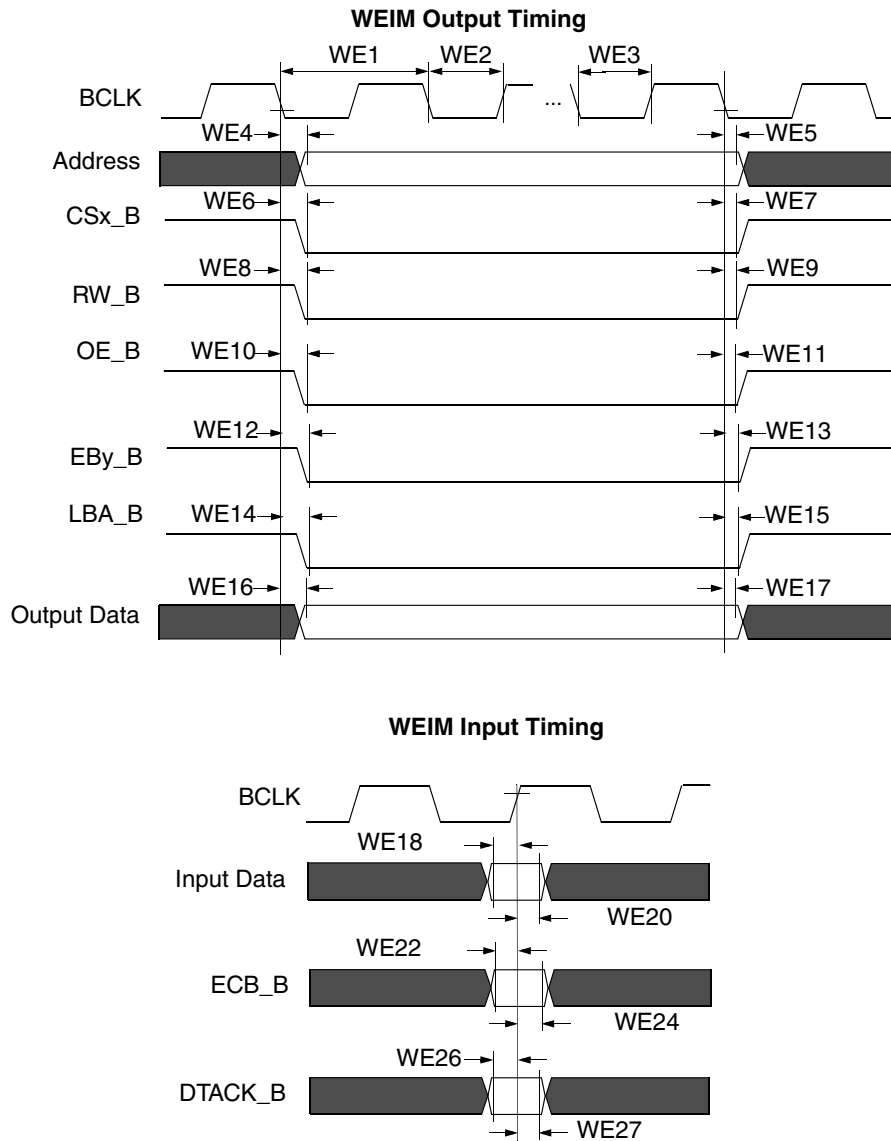 WEIM Output Timing
WE1 WE2 WE3
BCLK ...
WE4 WE5
Address
WE6 WE7
CSx_B
WE8 WE9
RW_B
OE_B
WE10 WE11
WE12 WE13
EBy_B
LBA_B
WE14 WE15
WE16 WE17
Output Data
WEIM Input Timing
BCLK
WE18
Input Data
WE20
WE22
ECB_B
WE24
WE26
DTACK_B
WE27